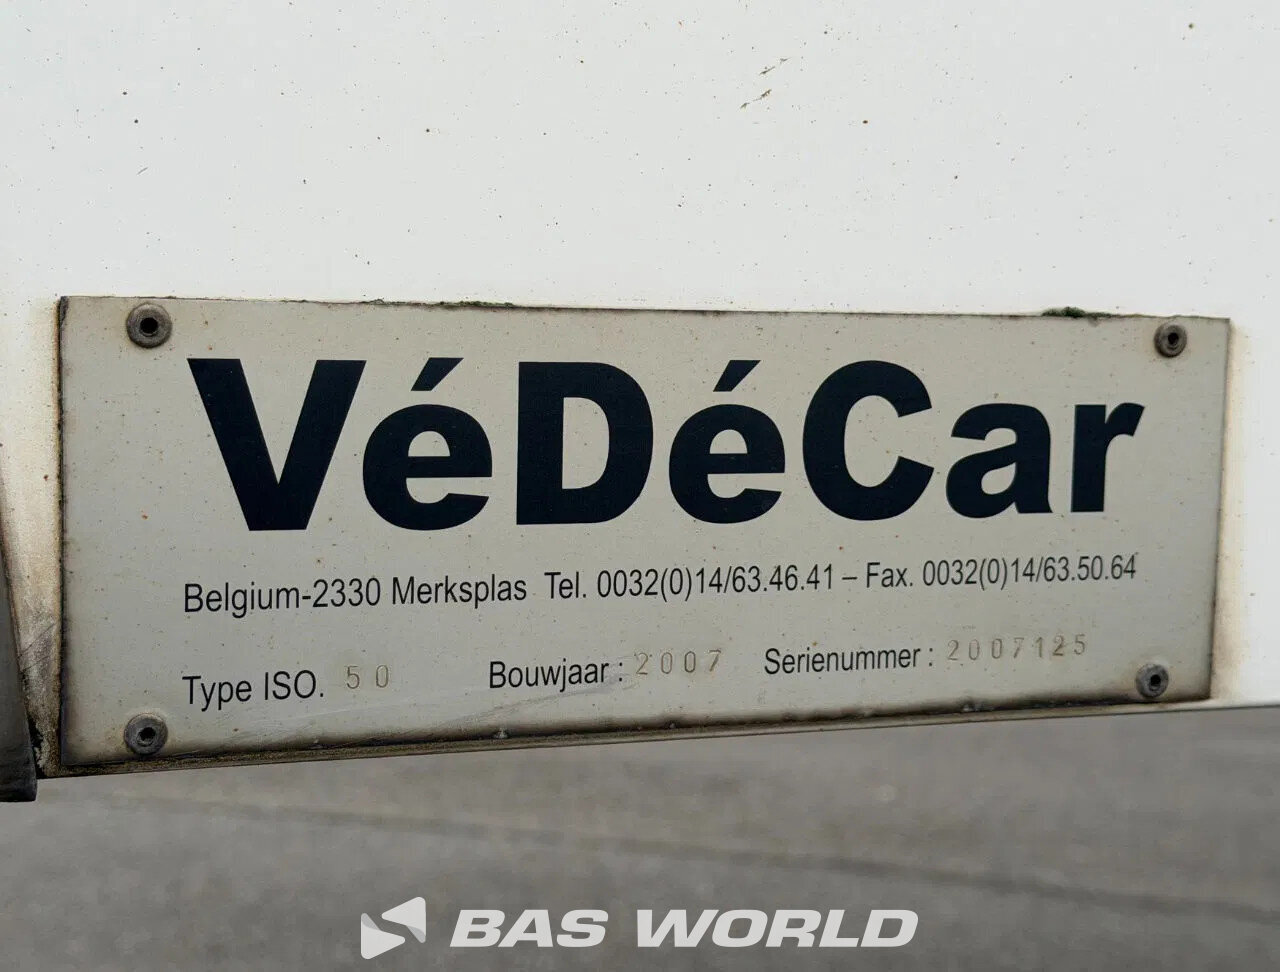 VéDéCar
Belgium-2330 Merksplas Tel. 0032(0)14/63.46.41 – Fax. 0032(0)14/63.50.64
Type ISO. 50 Bouwjaar : 2007 Serienummer : 2007125
BAS WORLD